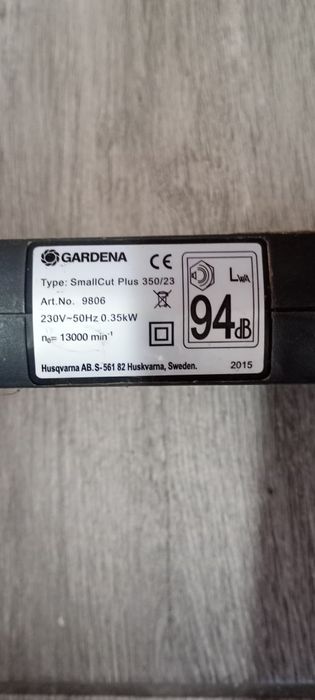 GARDENA CE
Type: SmallCut Plus 350/23
Art.No. 9806
230V~50Hz 0.35kW
n₀= 13000 min⁻¹
LWA
94dB
Husqvarna AB.S-561 82 Huskvarna, Sweden. 2015